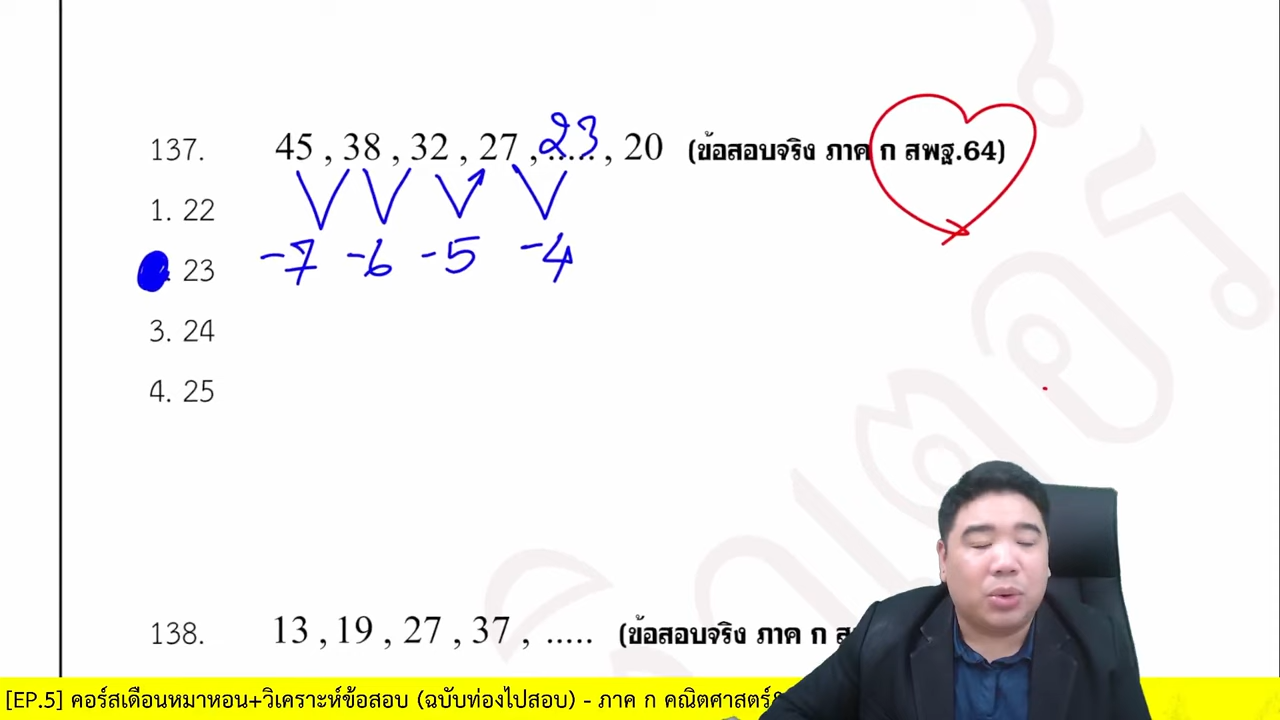 137. 45 , 38 , 32 , 27 , ..... , 20 (ข้อสอบจริง ภาค ก สพฐ.64)
23
1. 22
23
-7 -6 -5 -4
3. 24
4. 25
138. 13 , 19 , 27 , 37 , ..... (ข้อสอบจริง ภาค ก
[EP.5] คอร์สเดือนหมาหอน+วิเคราะห์ข้อสอบ (ฉบับท่องไปสอบ) - ภาค ก คณิตศาสตร์